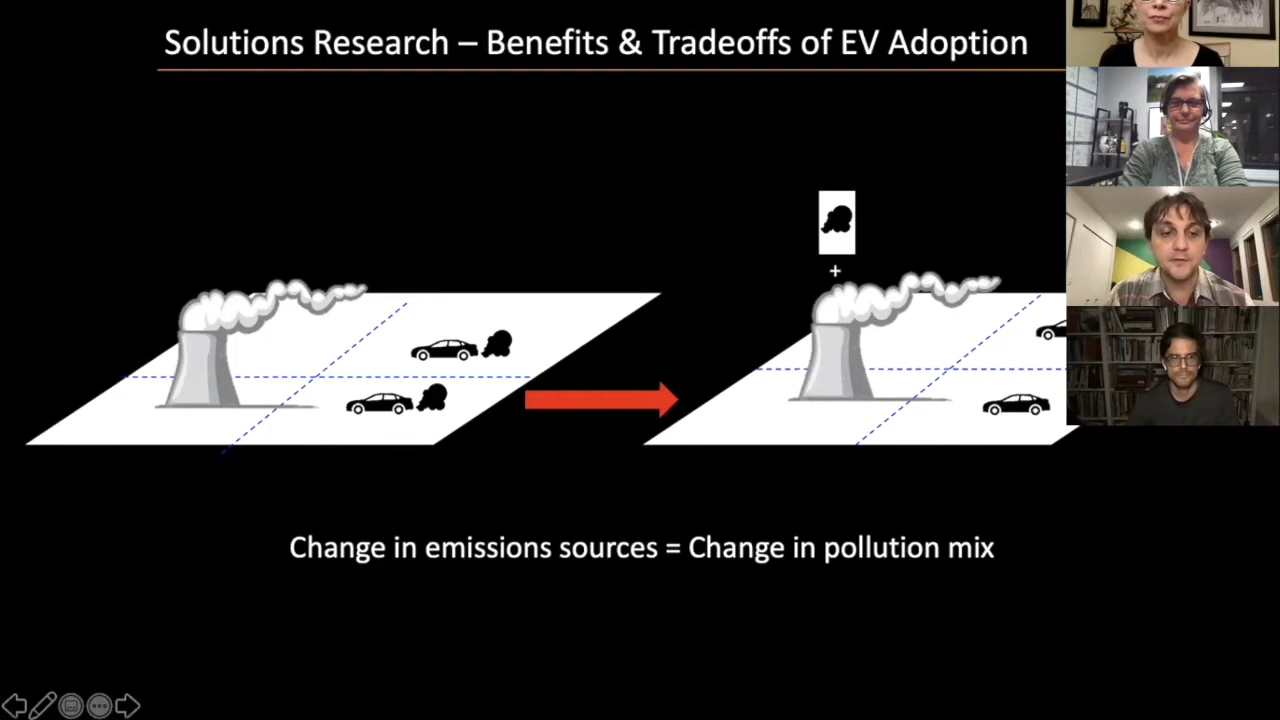 Solutions Research – Benefits & Tradeoffs of EV Adoption
+
Change in emissions sources = Change in pollution mix